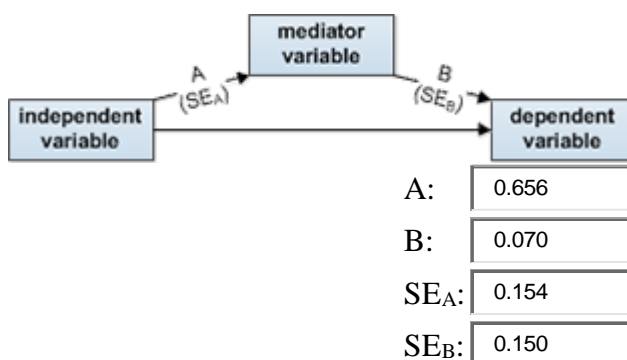 mediator
variable
A
(SEA)
B
(SEB)
independent
variable
dependent
variable
A: 0.656
B: 0.070
SEA: 0.154
SEB: 0.150